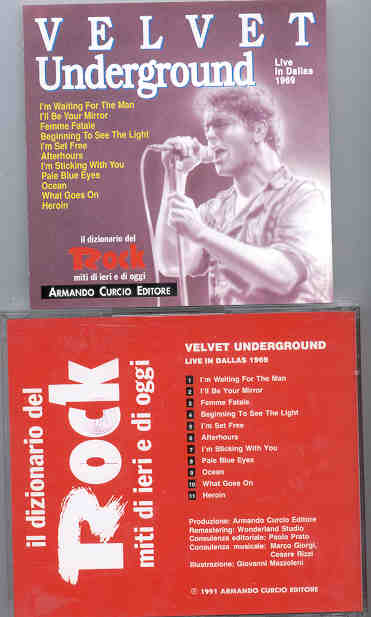 VELVET
Underground
Live
in Dallas
1969
I'm Waiting For The Man
I'll Be Your Mirror
Femme Fatale
Beginning To See The Light
I'm Set Free
Afterhours
I'm Sticking With You
Pale Blue Eyes
Ocean
What Goes On
Heroin
il dizionario del
Rock
miti di ieri e di oggi
ARMANDO CURCIO EDITORE
il dizionario del
Rock
miti di ieri e di oggi
VELVET UNDERGROUND
LIVE IN DALLAS 1969
1 I'm Waiting For The Man
2 I'll Be Your Mirror
3 Femme Fatale
4 Beginning To See The Light
5 I'm Set Free
6 Afterhours
7 I'm Sticking With You
8 Pale Blue Eyes
9 Ocean
10 What Goes On
11 Heroin
Produzione: Armando Curcio Editore
Remastering: Wonderland Studio
Consulenza editoriale: Paolo Prato
Consulenza musicale: Marco Giorgi,
Cesare Rizzi
Illustrazione: Giovanni Mazzoleni
℗ 1991 ARMANDO CURCIO EDITORE